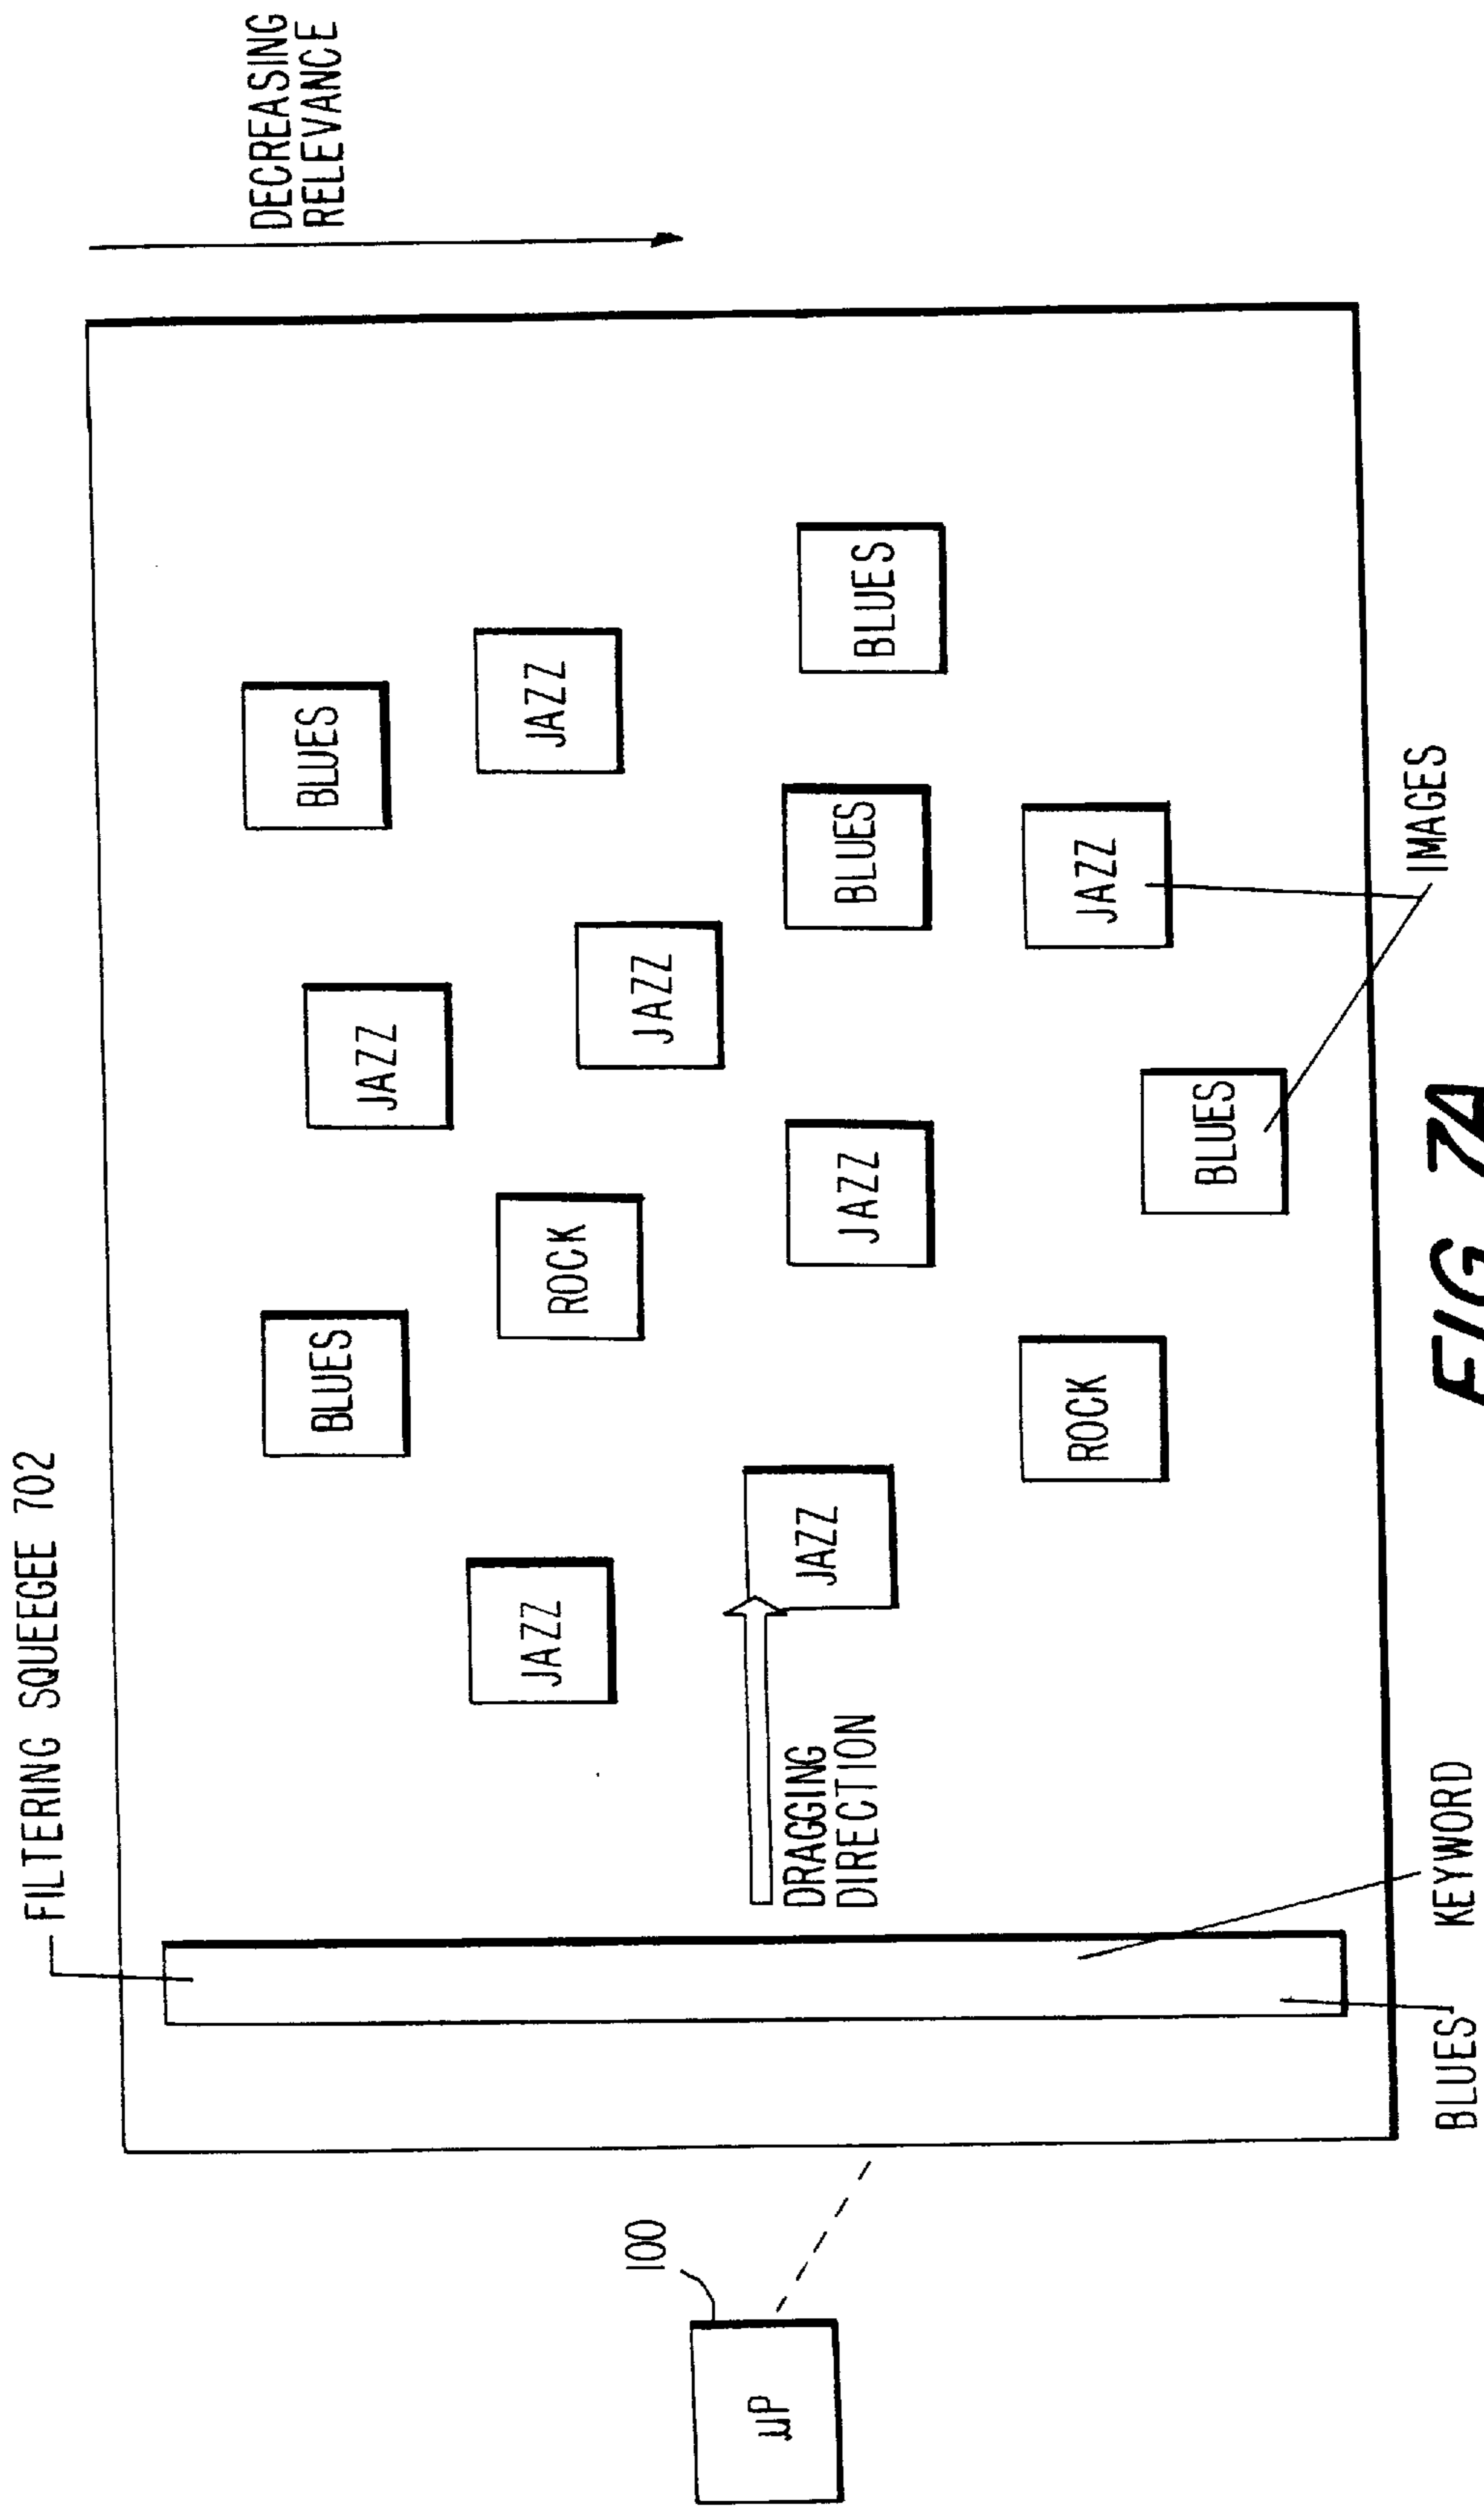 FILTERING SQUEEGEE 702
DECREASING
RELEVANCE
BLUES
BLUES
JAZZ
JAZZ
ROCK
JAZZ
100
JAZZ
µP
DRAGGING
DIRECTION
JAZZ
JAZZ
BLUES
BLUES
ROCK
JAZZ
BLUES
IMAGES
BLUES
KEYWORD
FIG. 7A